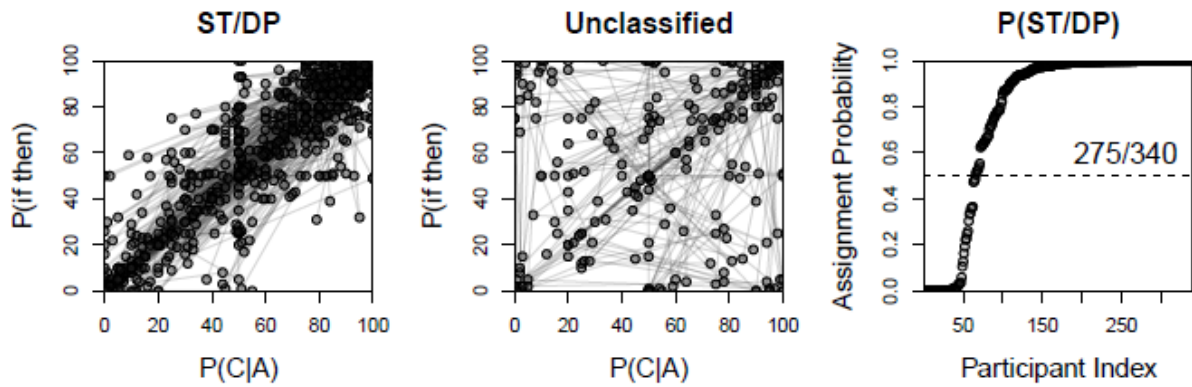 ST/DP
P(if then)
100
80
60
40
20
0
0 20 40 60 80 100
P(C|A)
Unclassified
P(if then)
100
80
60
40
20
0
0 20 40 60 80 100
P(C|A)
P(ST/DP)
Assignment Probability
1.0
0.8
0.6
0.4
0.2
0.0
275/340
50 150 250
Participant Index